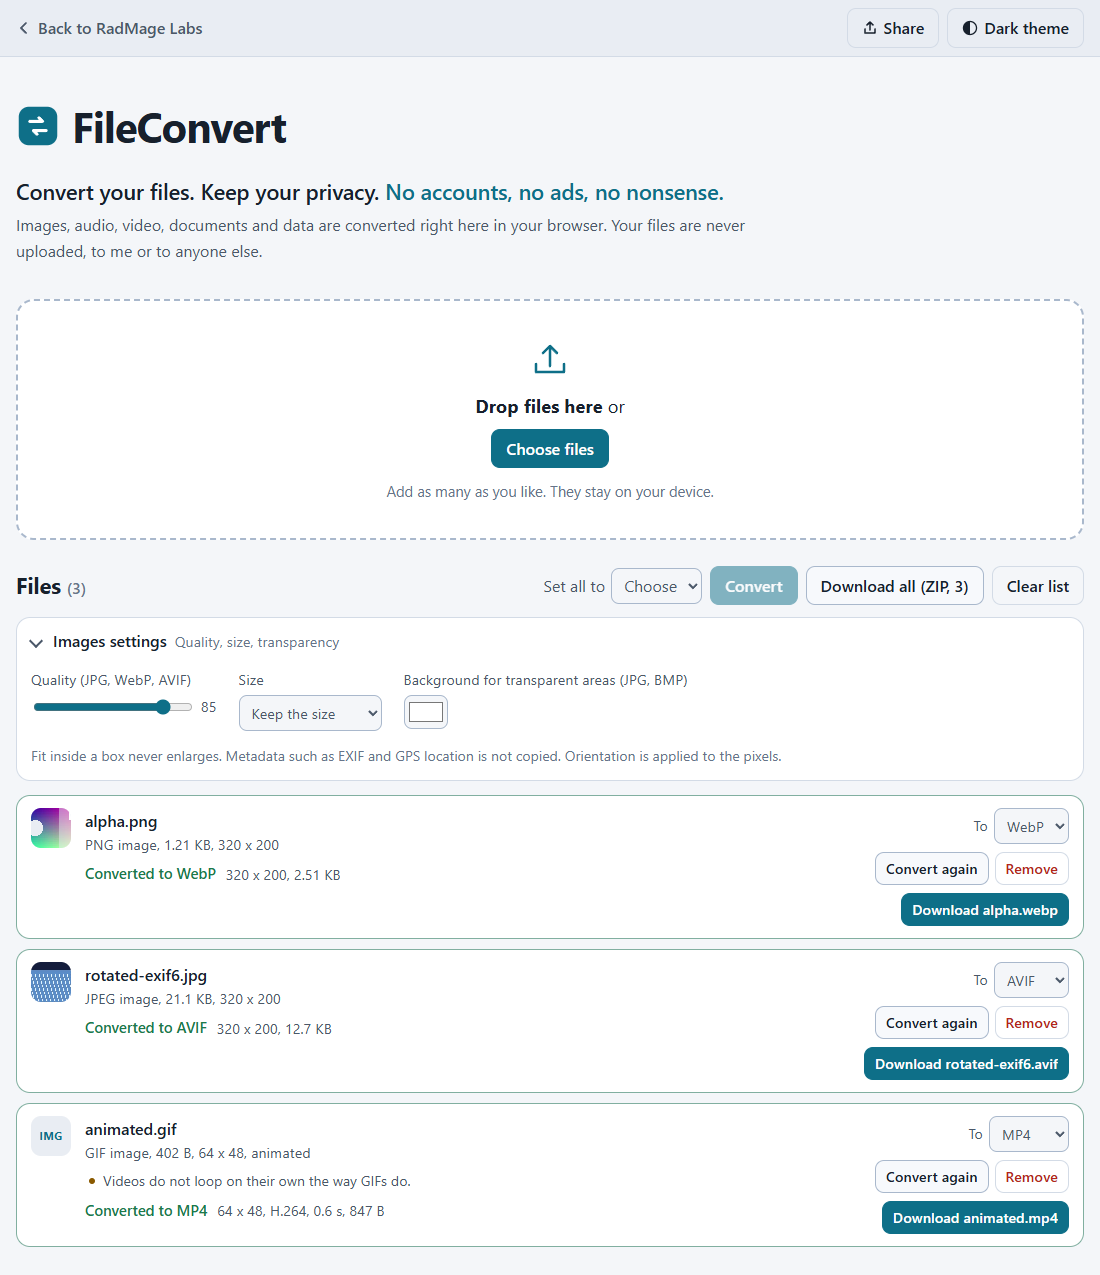 Back to RadMage Labs
Share
Dark theme
FileConvert
Convert your files. Keep your privacy. No accounts, no ads, no nonsense.
Images, audio, video, documents and data are converted right here in your browser. Your files are never
uploaded, to me or to anyone else.
Drop files here or
Choose files
Add as many as you like. They stay on your device.
Files (3)
Set all to
Choose
Convert
Download all (ZIP, 3)
Clear list
Images settings Quality, size, transparency
Quality (JPG, WebP, AVIF)
85
Size
Keep the size
Background for transparent areas (JPG, BMP)
Fit inside a box never enlarges. Metadata such as EXIF and GPS location is not copied. Orientation is applied to the pixels.
alpha.png
PNG image, 1.21 KB, 320 x 200
Converted to WebP 320 x 200, 2.51 KB
To
WebP
Convert again
Remove
Download alpha.webp
rotated-exif6.jpg
JPEG image, 21.1 KB, 320 x 200
Converted to AVIF 320 x 200, 12.7 KB
To
AVIF
Convert again
Remove
Download rotated-exif6.avif
IMG
animated.gif
GIF image, 402 B, 64 x 48, animated
Videos do not loop on their own the way GIFs do.
Converted to MP4 64 x 48, H.264, 0.6 s, 847 B
To
MP4
Convert again
Remove
Download animated.mp4